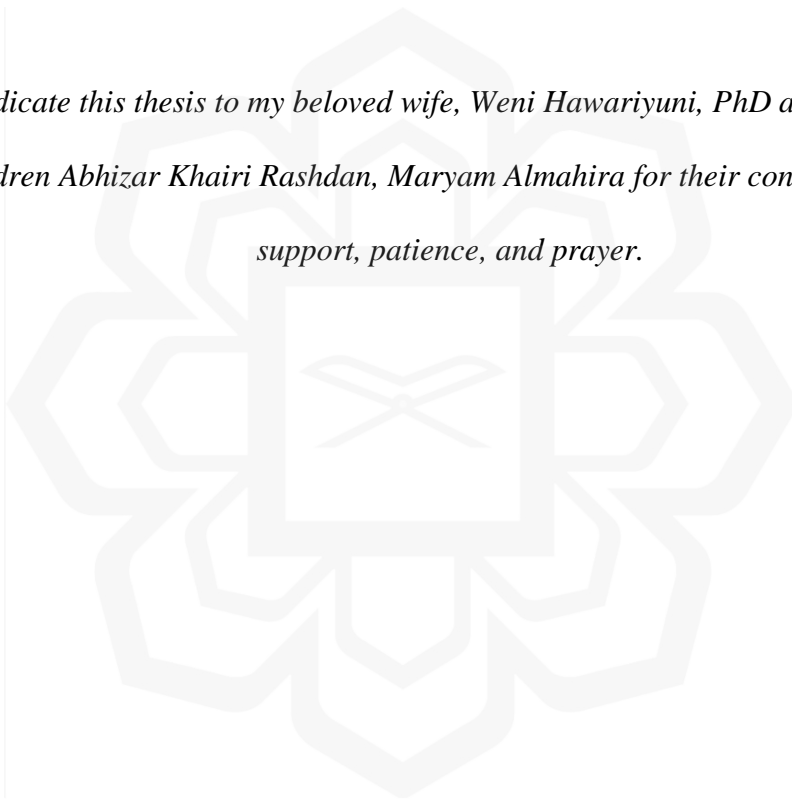 dicate this thesis to my beloved wife, Weni Hawariyuni, PhD
dren Abhizar Khairi Rashdan, Maryam Almahira for their con
support, patience, and prayer.